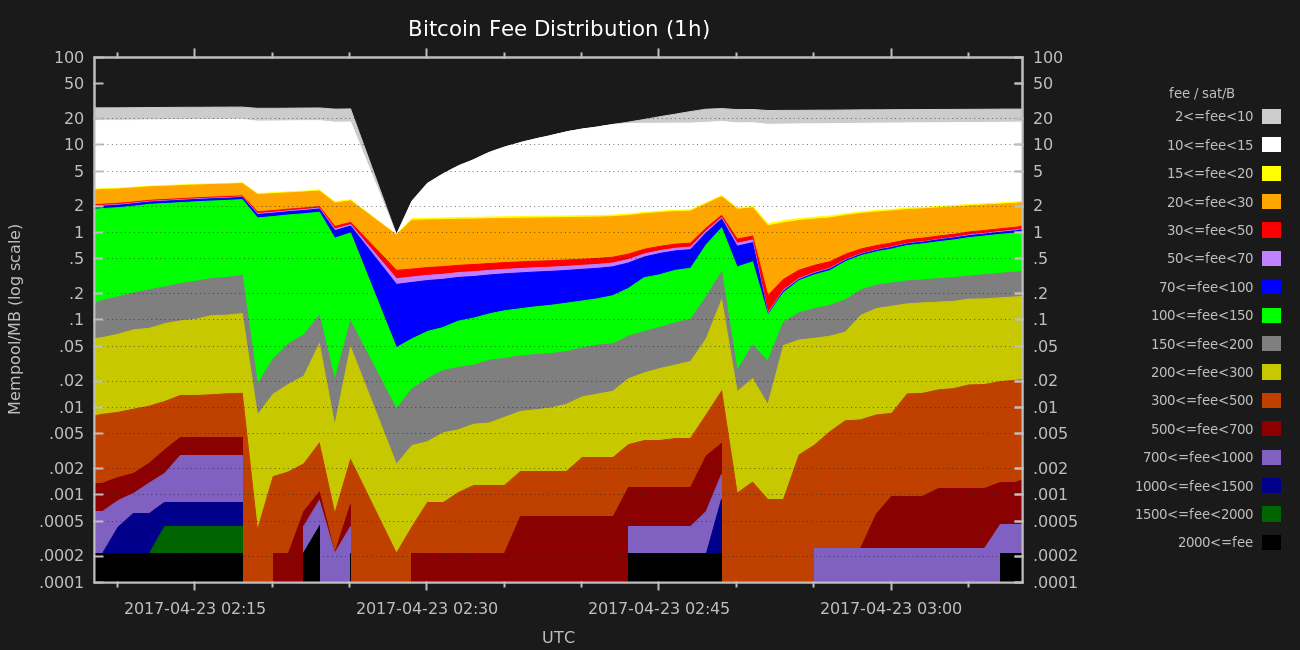 Bitcoin Fee Distribution (1h)
Mempool/MB (log scale)
100
50
20
10
5
2
1
.5
.2
.1
.05
.02
.01
.005
.002
.001
.0005
.0002
.0001
100
50
20
10
5
2
1
.5
.2
.1
.05
.02
.01
.005
.002
.001
.0005
.0002
.0001
2017-04-23 02:15
2017-04-23 02:30
2017-04-23 02:45
2017-04-23 03:00
UTC
fee / sat/B
2<=fee<10
10<=fee<15
15<=fee<20
20<=fee<30
30<=fee<50
50<=fee<70
70<=fee<100
100<=fee<150
150<=fee<200
200<=fee<300
300<=fee<500
500<=fee<700
700<=fee<1000
1000<=fee<1500
1500<=fee<2000
2000<=fee